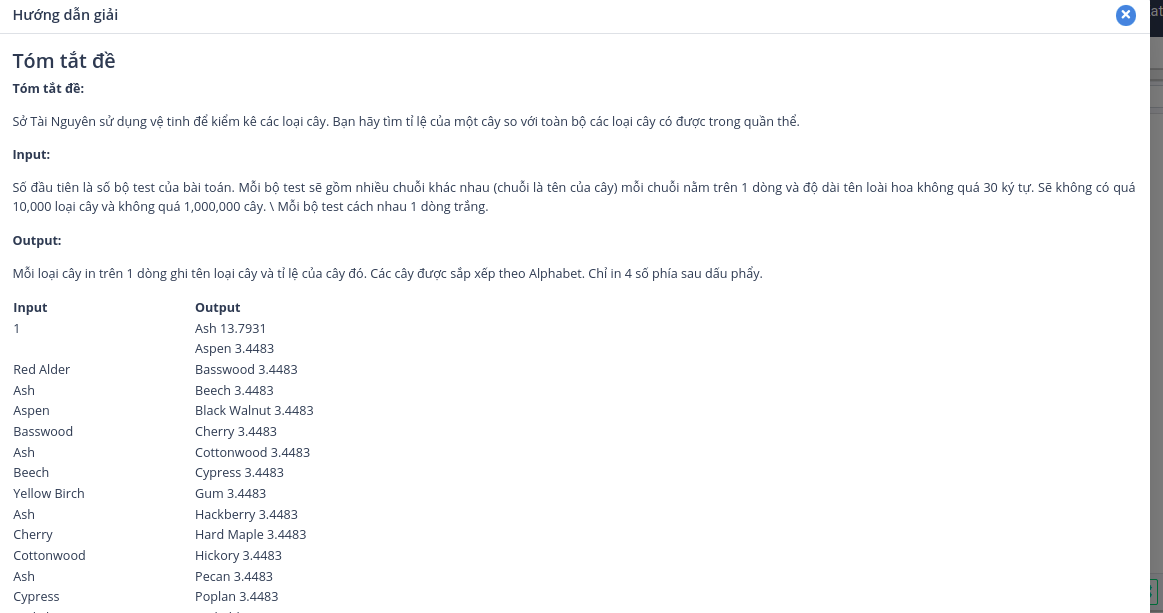 Hướng dẫn giải
Tóm tắt đề
Tóm tắt đề:
Sở Tài Nguyên sử dụng vệ tinh để kiểm kê các loại cây. Bạn hãy tìm tỉ lệ của một cây so với toàn bộ các loại cây có được trong quần thể.
Input:
Số đầu tiên là số bộ test của bài toán. Mỗi bộ test sẽ gồm nhiều chuỗi khác nhau (chuỗi là tên của cây) mỗi chuỗi nằm trên 1 dòng và độ dài tên loài hoa không quá 30 ký tự. Sẽ không có quá
10,000 loại cây và không quá 1,000,000 cây. \ Mỗi bộ test cách nhau 1 dòng trắng.
Output:
Mỗi loại cây in trên 1 dòng ghi tên loại cây và tỉ lệ của cây đó. Các cây được sắp xếp theo Alphabet. Chỉ in 4 số phía sau dấu phẩy.
Input Output
1 Ash 13.7931
Aspen 3.4483
Red Alder Basswood 3.4483
Ash Beech 3.4483
Aspen Black Walnut 3.4483
Basswood Cherry 3.4483
Ash Cottonwood 3.4483
Beech Cypress 3.4483
Yellow Birch Gum 3.4483
Ash Hackberry 3.4483
Cherry Hard Maple 3.4483
Cottonwood Hickory 3.4483
Ash Pecan 3.4483
Cypress Poplan 3.4483